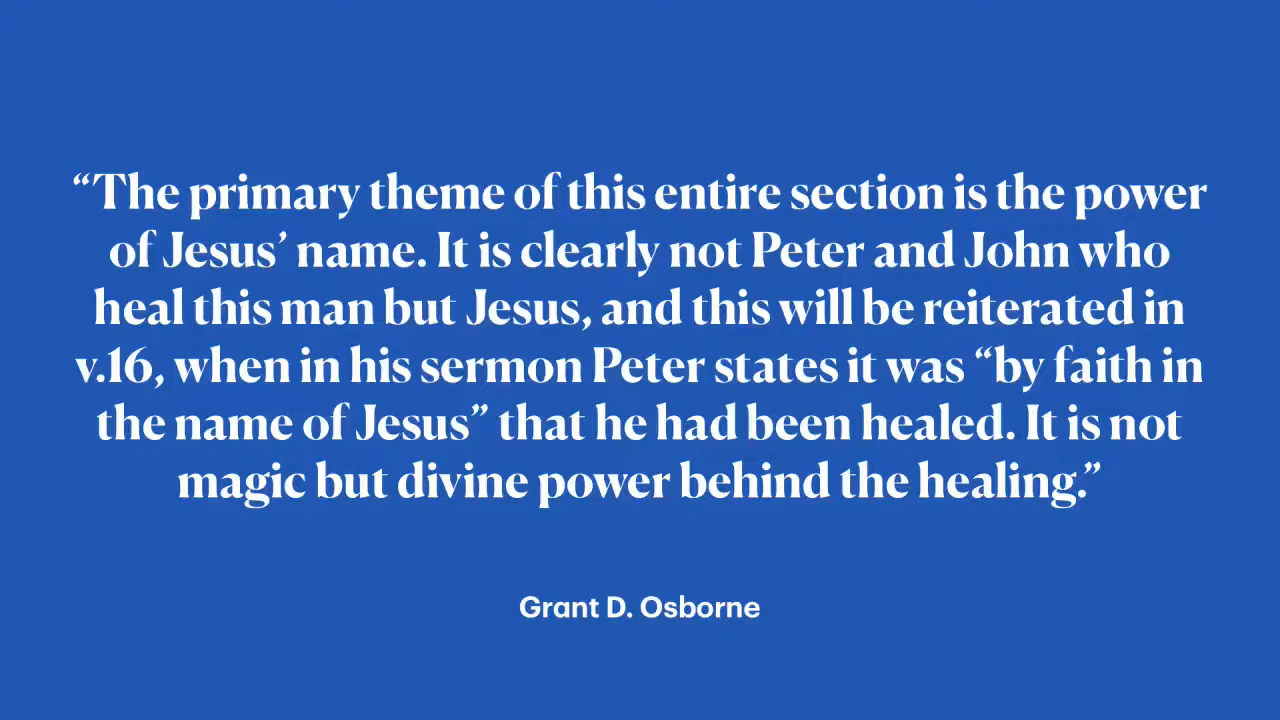 “The primary theme of this entire section is the power
of Jesus’ name. It is clearly not Peter and John who
heal this man but Jesus, and this will be reiterated in
v.16, when in his sermon Peter states it was “by faith in
the name of Jesus” that he had been healed. It is not
magic but divine power behind the healing.”
Grant D. Osborne